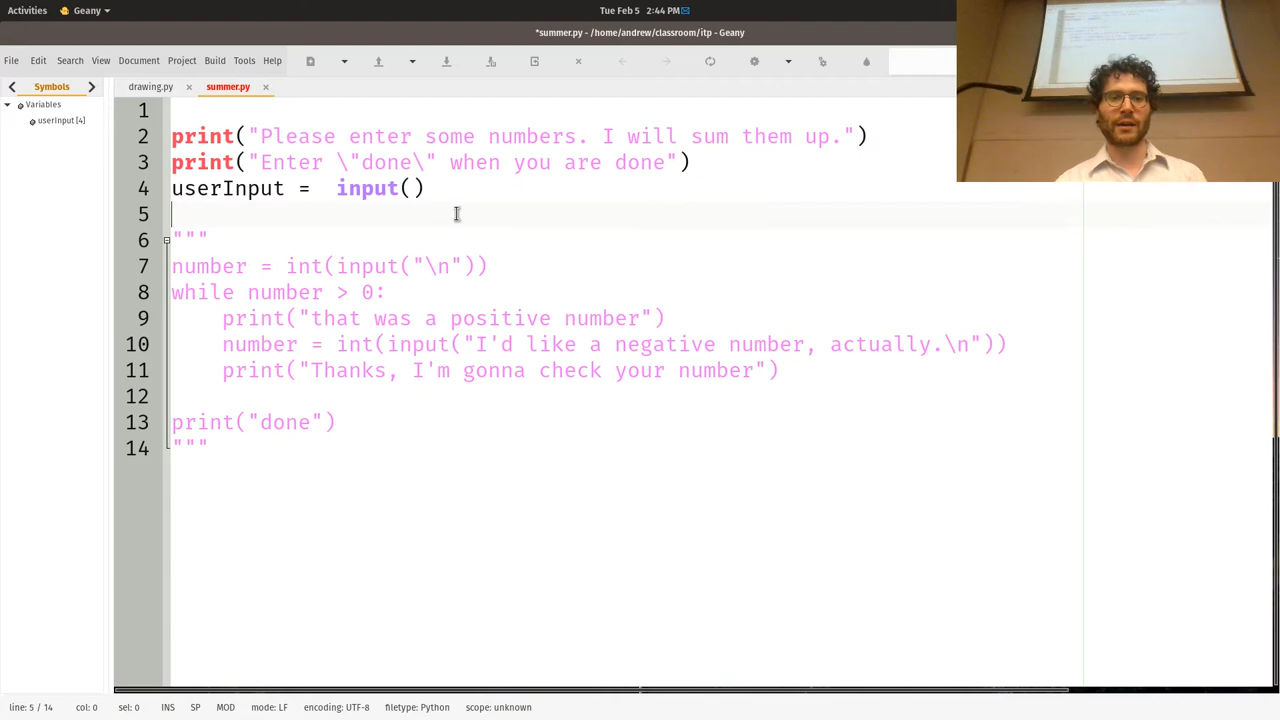 Activities
Geany
Tue Feb 5 2:44 PM
*summer.py - /home/andrew/classroom/itp - Geany
File Edit Search View Document Project Build Tools Help
Symbols
drawing.py
summer.py
Variables
userInput [4]
1
2 print("Please enter some numbers. I will sum them up.")
3 print("Enter \"done\" when you are done")
4 userInput =  input()
5
6 """
7 number = int(input("\n"))
8 while number > 0:
9     print("that was a positive number")
10     number = int(input("I'd like a negative number, actually.\n"))
11     print("Thanks, I'm gonna check your number")
12
13 print("done")
14 """
line: 5 / 14 col: 0 sel: 0 INS SP MOD mode: LF encoding: UTF-8 filetype: Python scope: unknown